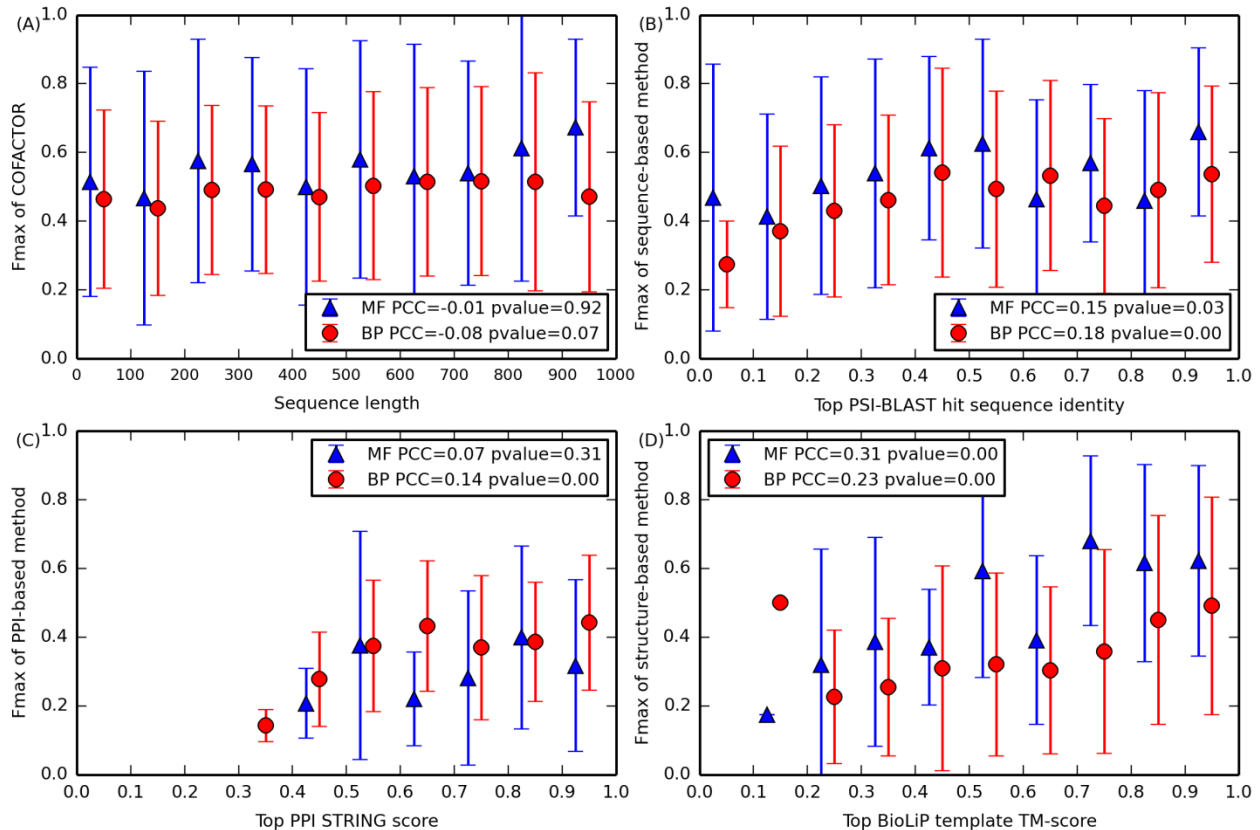 (A)
Fmax of COFACTOR
1.0
0.8
0.6
0.4
0.2
0.0
MF PCC=-0.01 pvalue=0.92
BP PCC=-0.08 pvalue=0.07
0 100 200 300 400 500 600 700 800 900 1000
Sequence length
(B)
Fmax of sequence-based method
1.0
0.8
0.6
0.4
0.2
0.0
MF PCC=0.15 pvalue=0.03
BP PCC=0.18 pvalue=0.00
0.0 0.1 0.2 0.3 0.4 0.5 0.6 0.7 0.8 0.9 1.0
Top PSI-BLAST hit sequence identity
(C)
Fmax of PPI-based method
1.0
0.8
0.6
0.4
0.2
0.0
MF PCC=0.07 pvalue=0.31
BP PCC=0.14 pvalue=0.00
0.0 0.1 0.2 0.3 0.4 0.5 0.6 0.7 0.8 0.9 1.0
Top PPI STRING score
(D)
Fmax of structure-based method
1.0
0.8
0.6
0.4
0.2
0.0
MF PCC=0.31 pvalue=0.00
BP PCC=0.23 pvalue=0.00
0.0 0.1 0.2 0.3 0.4 0.5 0.6 0.7 0.8 0.9 1.0
Top BioLiP template TM-score